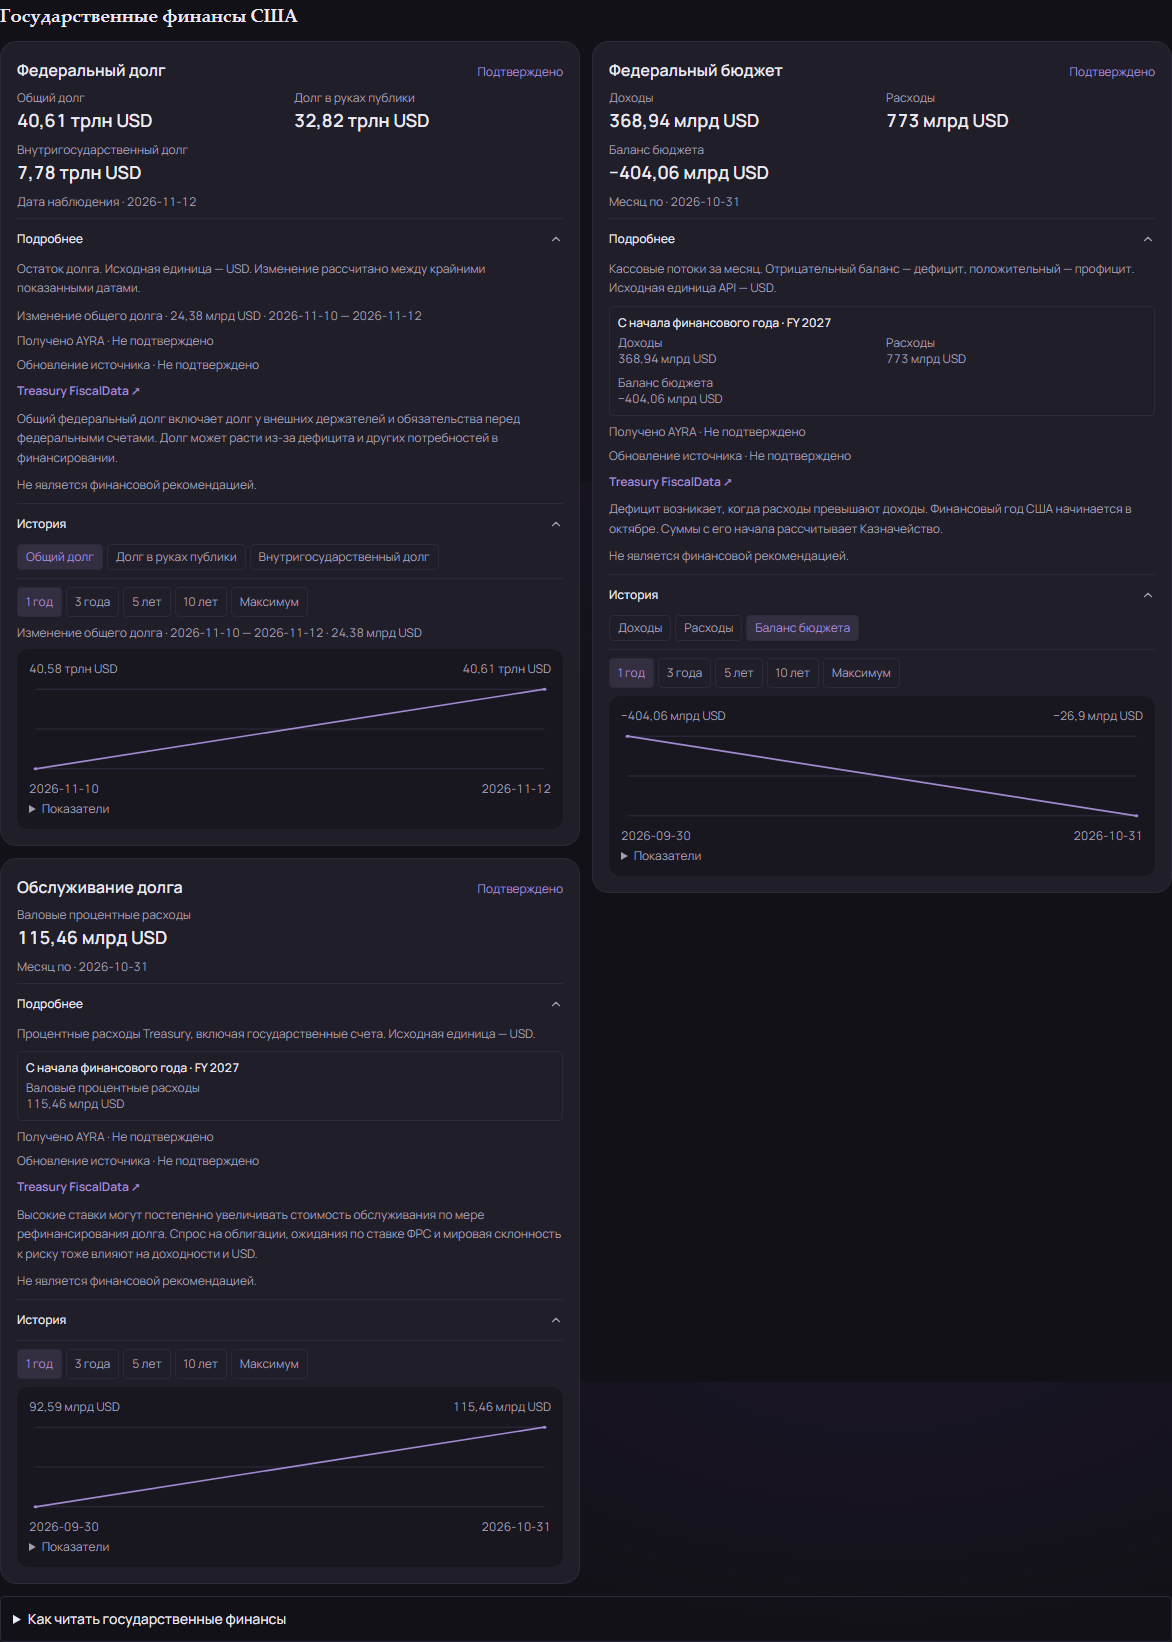 Государственные финансы США
Федеральный долг
Подтверждено
Общий долг
Долг в руках публики
40,61 трлн USD
32,82 трлн USD
Внутригосударственный долг
7,78 трлн USD
Дата наблюдения · 2026-11-12
Подробнее
Остаток долга. Исходная единица — USD. Изменение рассчитано между крайними
показанными датами.
Изменение общего долга · 24,38 млрд USD · 2026-11-10 — 2026-11-12
Получено AYRA · Не подтверждено
Обновление источника · Не подтверждено
Treasury FiscalData ↗
Общий федеральный долг включает долг у внешних держателей и обязательства перед
федеральными счетами. Долг может расти из-за дефицита и других потребностей в
финансировании.
Не является финансовой рекомендацией.
История
Общий долг
Долг в руках публики
Внутригосударственный долг
1 год
3 года
5 лет
10 лет
Максимум
Изменение общего долга · 2026-11-10 — 2026-11-12 · 24,38 млрд USD
40,58 трлн USD
40,61 трлн USD
2026-11-10
2026-11-12
▶ Показатели
Федеральный бюджет
Подтверждено
Доходы
Расходы
368,94 млрд USD
773 млрд USD
Баланс бюджета
−404,06 млрд USD
Месяц по · 2026-10-31
Подробнее
Кассовые потоки за месяц. Отрицательный баланс — дефицит, положительный — профицит.
Исходная единица API — USD.
С начала финансового года · FY 2027
Доходы
Расходы
368,94 млрд USD
773 млрд USD
Баланс бюджета
−404,06 млрд USD
Получено AYRA · Не подтверждено
Обновление источника · Не подтверждено
Treasury FiscalData ↗
Дефицит возникает, когда расходы превышают доходы. Финансовый год США начинается в
октябре. Суммы с его начала рассчитывает Казначейство.
Не является финансовой рекомендацией.
История
Доходы
Расходы
Баланс бюджета
1 год
3 года
5 лет
10 лет
Максимум
−404,06 млрд USD
−26,9 млрд USD
2026-09-30
2026-10-31
▶ Показатели
Обслуживание долга
Подтверждено
Валовые процентные расходы
115,46 млрд USD
Месяц по · 2026-10-31
Подробнее
Процентные расходы Treasury, включая государственные счета. Исходная единица — USD.
С начала финансового года · FY 2027
Валовые процентные расходы
115,46 млрд USD
Получено AYRA · Не подтверждено
Обновление источника · Не подтверждено
Treasury FiscalData ↗
Высокие ставки могут постепенно увеличивать стоимость обслуживания по мере
рефинансирования долга. Спрос на облигации, ожидания по ставке ФРС и мировая склонность
к риску тоже влияют на доходности и USD.
Не является финансовой рекомендацией.
История
1 год
3 года
5 лет
10 лет
Максимум
92,59 млрд USD
115,46 млрд USD
2026-09-30
2026-10-31
▶ Показатели
▶ Как читать государственные финансы